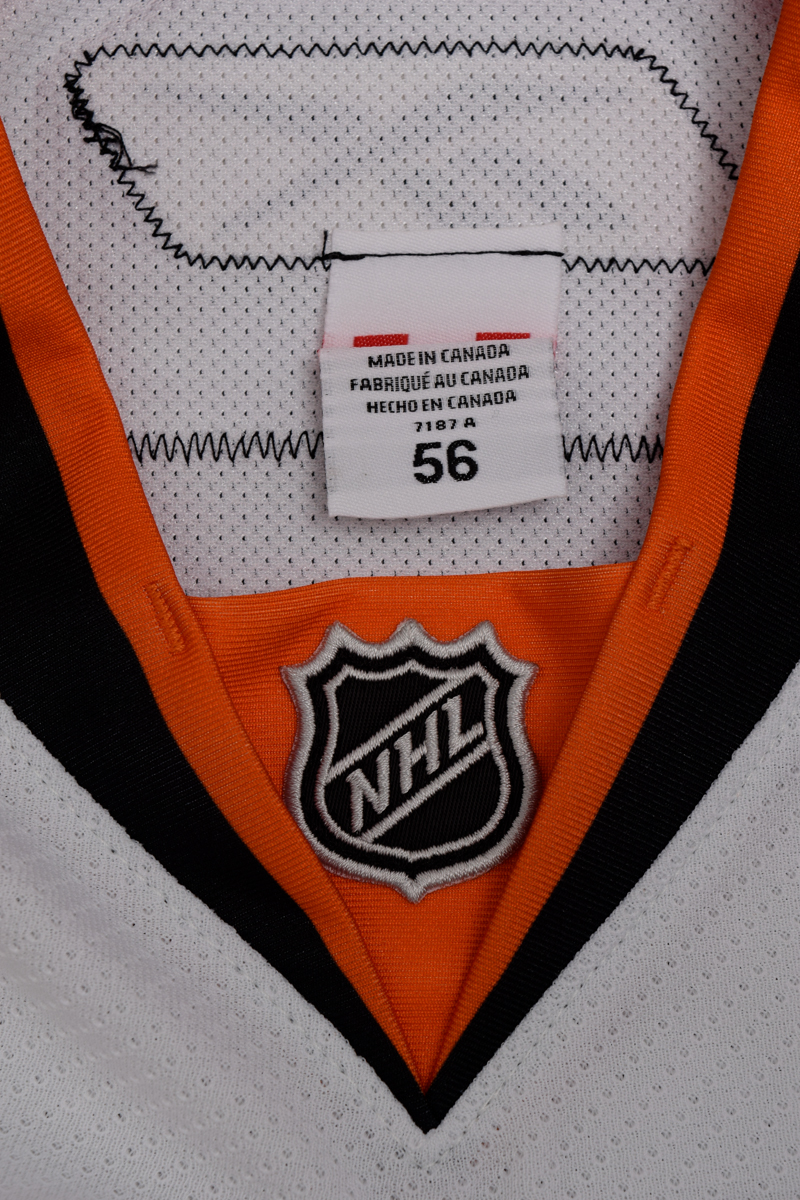 MADE IN CANADA
FABRIQUÉ AU CANADA
HECHO EN CANADA
7187 A
56
NHL